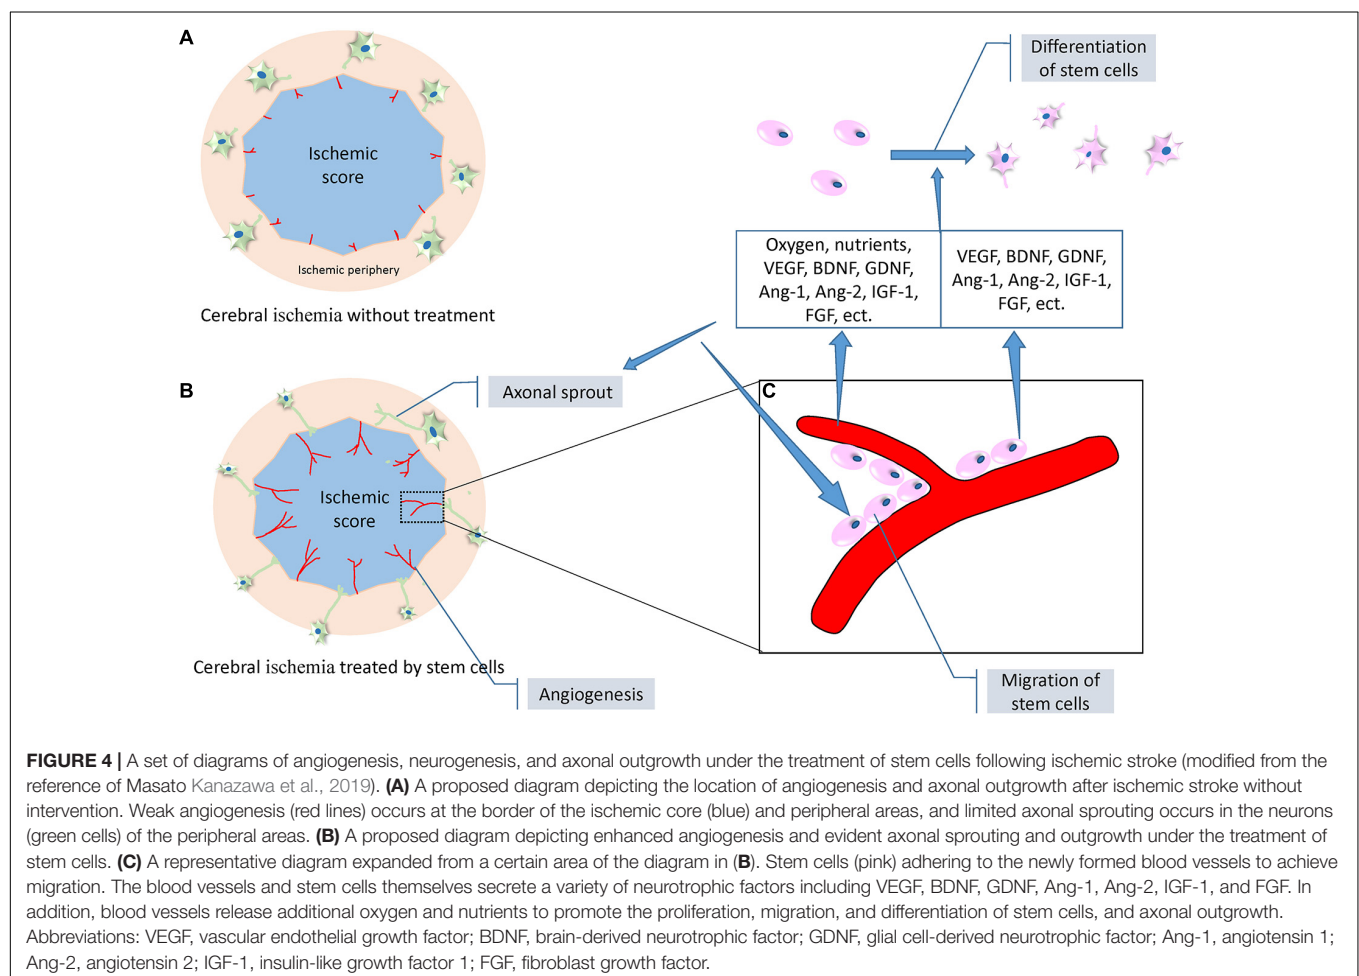 A
Ischemic
score
Ischemic periphery
Cerebral ischemia without treatment
Differentiation
of stem cells
Oxygen, nutrients,
VEGF, BDNF, GDNF,
Ang-1, Ang-2, IGF-1,
FGF, ect.
VEGF, BDNF, GDNF,
Ang-1, Ang-2, IGF-1,
FGF, ect.
B
Axonal sprout
Ischemic
score
Cerebral ischemia treated by stem cells
Angiogenesis
C
Migration of
stem cells
FIGURE 4 | A set of diagrams of angiogenesis, neurogenesis, and axonal outgrowth under the treatment of stem cells following ischemic stroke (modified from the
reference of Masato Kanazawa et al., 2019). (A) A proposed diagram depicting the location of angiogenesis and axonal outgrowth after ischemic stroke without
intervention. Weak angiogenesis (red lines) occurs at the border of the ischemic core (blue) and peripheral areas, and limited axonal sprouting occurs in the neurons
(green cells) of the peripheral areas. (B) A proposed diagram depicting enhanced angiogenesis and evident axonal sprouting and outgrowth under the treatment of
stem cells. (C) A representative diagram expanded from a certain area of the diagram in (B). Stem cells (pink) adhering to the newly formed blood vessels to achieve
migration. The blood vessels and stem cells themselves secrete a variety of neurotrophic factors including VEGF, BDNF, GDNF, Ang-1, Ang-2, IGF-1, and FGF. In
addition, blood vessels release additional oxygen and nutrients to promote the proliferation, migration, and differentiation of stem cells, and axonal outgrowth.
Abbreviations: VEGF, vascular endothelial growth factor; BDNF, brain-derived neurotrophic factor; GDNF, glial cell-derived neurotrophic factor; Ang-1, angiotensin 1;
Ang-2, angiotensin 2; IGF-1, insulin-like growth factor 1; FGF, fibroblast growth factor.